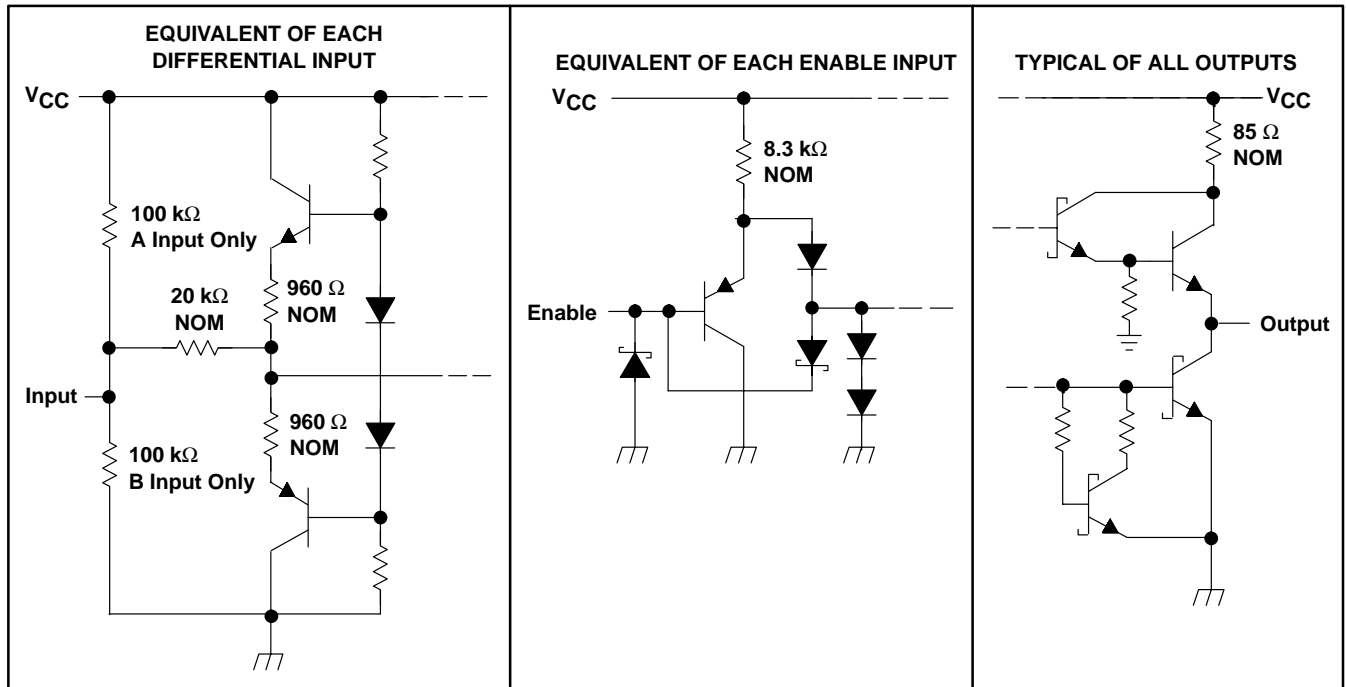 EQUIVALENT OF EACH
DIFFERENTIAL INPUT
VCC
100 kΩ
A Input Only
20 kΩ
NOM
960 Ω
NOM
Input
960 Ω
NOM
100 kΩ
B Input Only
EQUIVALENT OF EACH ENABLE INPUT
VCC
8.3 kΩ
NOM
Enable
TYPICAL OF ALL OUTPUTS
VCC
85 Ω
NOM
Output